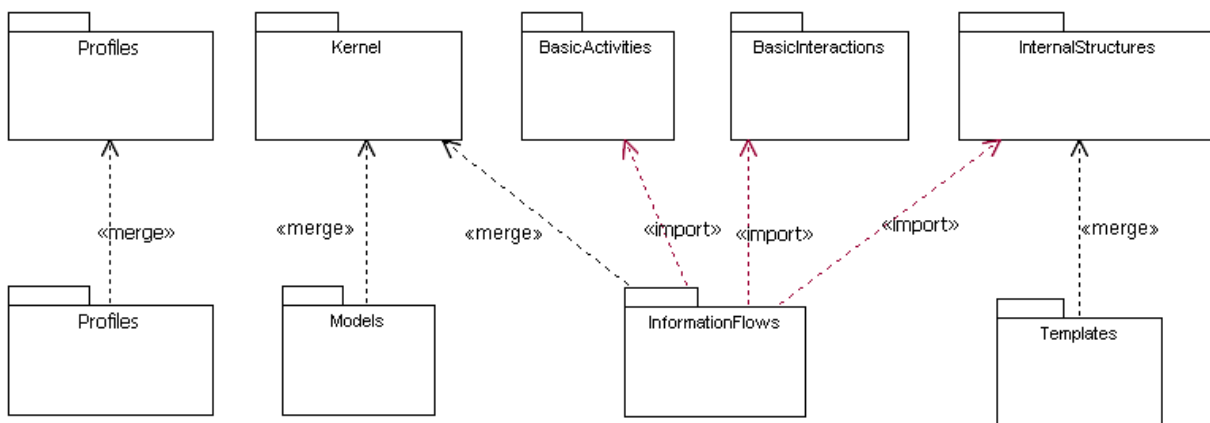 Profiles
Kernel
BasicActivities
BasicInteractions
InternalStructures
«merge»
«merge»
«merge»
«import»
«import»
«import»
«merge»
Profiles
Models
InformationFlows
Templates